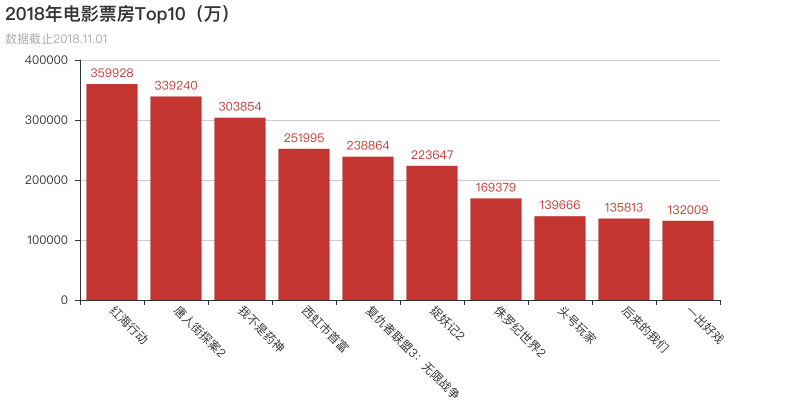 2018年电影票房Top10（万）
数据截止2018.11.01
400000
300000
200000
100000
0
359928
339240
303854
251995
238864
223647
169379
139666
135813
132009
红海行动
唐人街探案2
我不是药神
西虹市首富
复仇者联盟3：无限战争
捉妖记2
侏罗纪世界2
头号玩家
后来的我们
一出好戏